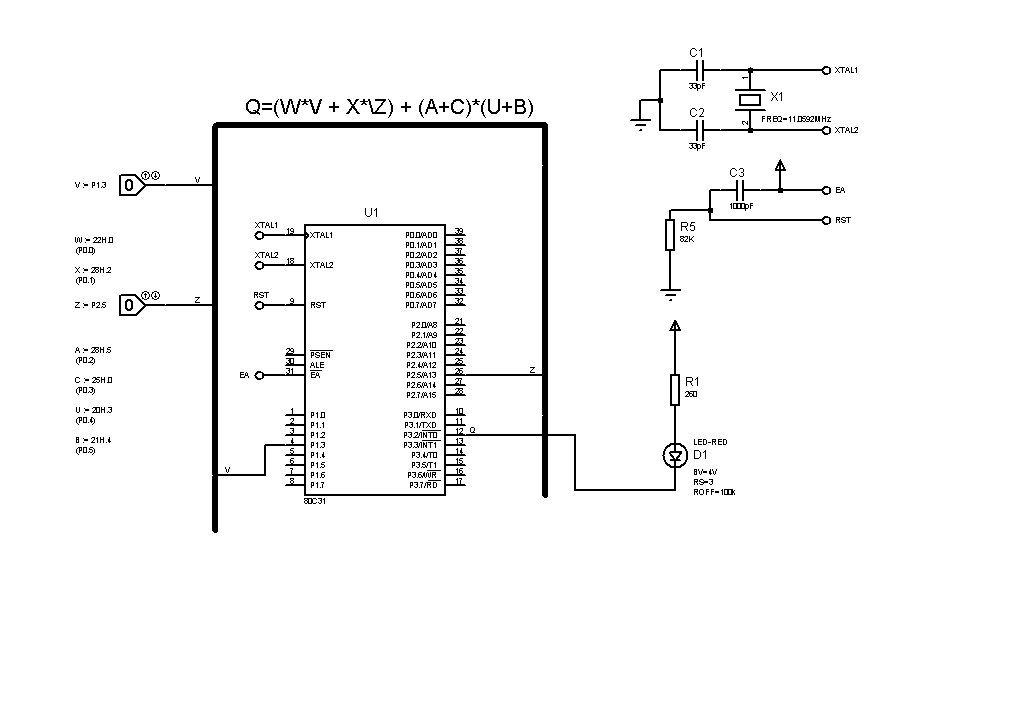 Q=(W*V + X*\Z) + (A+C)*(U+B)
C1
33pF
XTAL1
1
X1
C2
2
FREQ=11.0592MHz
33pF
XTAL2
C3
1000pF
EA
RST
R5
82K
V := P1.3
0
V
W := 22H.0
(P0.0)
X := 28H.2
(P0.1)
Z := P2.5
0
Z
A := 28H.5
(P0.2)
C := 25H.0
(P0.3)
U := 20H.3
(P0.4)
B := 21H.4
(P0.5)
U1
XTAL1
19
XTAL1
XTAL2
18
XTAL2
RST
9
RST
29
PSEN
30
ALE
EA
31
EA
1
P1.0
2
P1.1
3
P1.2
4
P1.3
5
P1.4
6
P1.5
7
P1.6
8
P1.7
V
P0.0/AD0
39
P0.1/AD1
38
P0.2/AD2
37
P0.3/AD3
36
P0.4/AD4
35
P0.5/AD5
34
P0.6/AD6
33
P0.7/AD7
32
P2.0/A8
21
P2.1/A9
22
P2.2/A10
23
P2.3/A11
24
P2.4/A12
25
P2.5/A13
26
Z
P2.6/A14
27
P2.7/A15
28
P3.0/RXD
10
P3.1/TXD
11
P3.2/INT0
12
Q
P3.3/INT1
13
P3.4/T0
14
P3.5/T1
15
P3.6/WR
16
P3.7/RD
17
80C31
R1
260
LED-RED
D1
BV=4V
RS=3
ROFF=100k